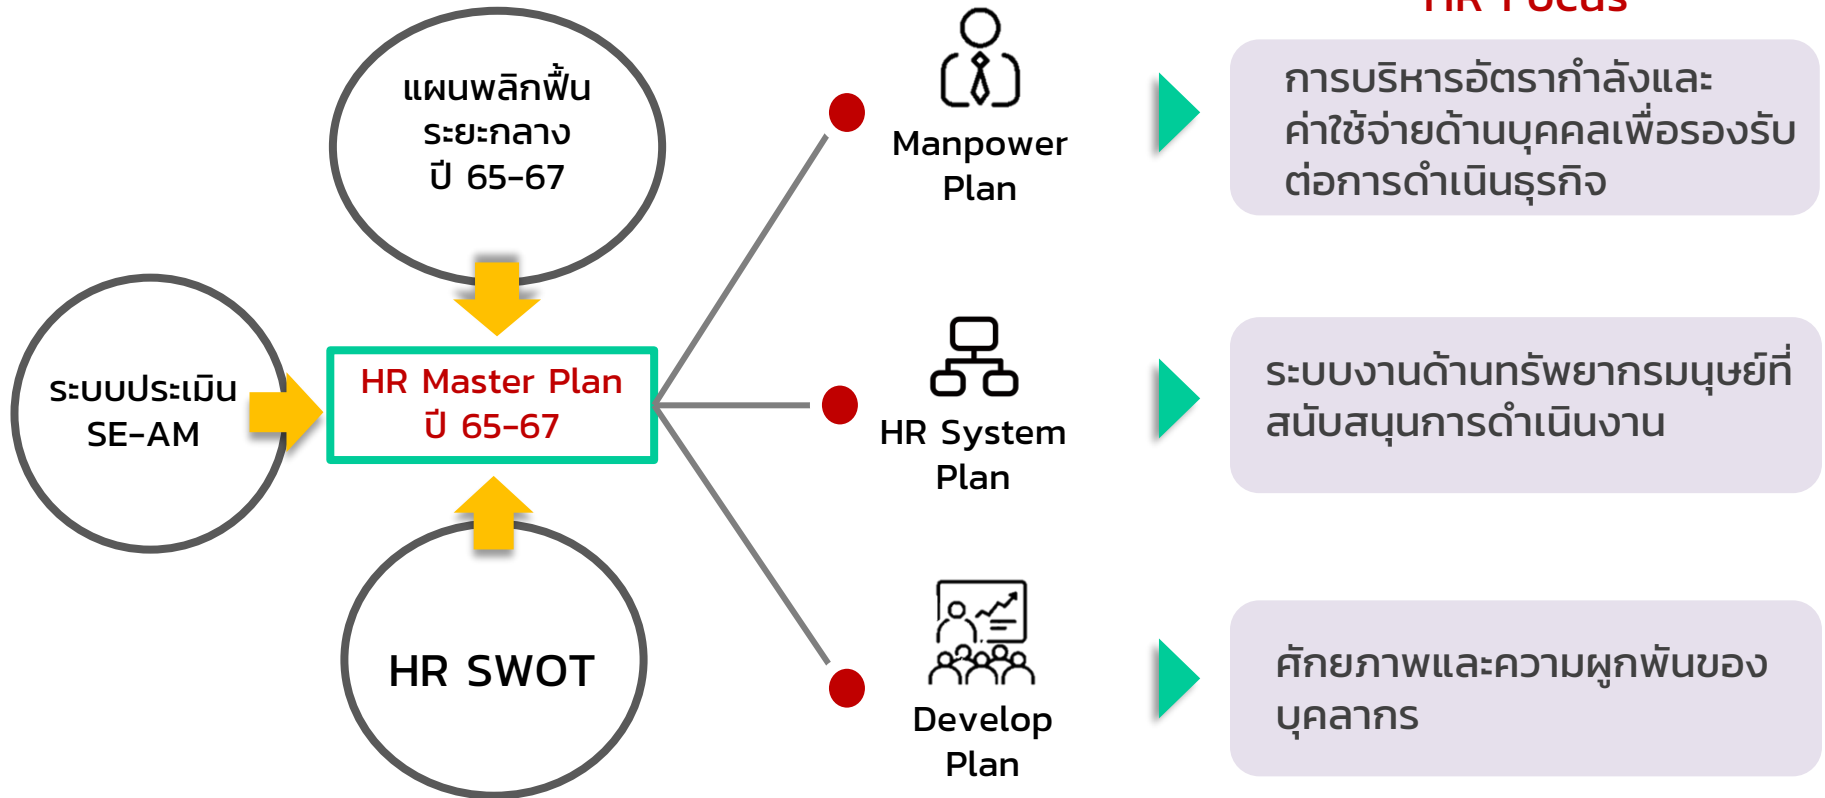 HR Focus
แผนพลิกฟื้น
ระยะกลาง
ปี 65-67
ระบบประเมิน
SE-AM
HR Master Plan
ปี 65-67
HR SWOT
Manpower
Plan
การบริหารอัตรากำลังและ
ค่าใช้จ่ายด้านบุคคลเพื่อรองรับ
ต่อการดำเนินธุรกิจ
HR System
Plan
ระบบงานด้านทรัพยากรมนุษย์ที่
สนับสนุนการดำเนินงาน
Develop
Plan
ศักยภาพและความผูกพันของ
บุคลากร